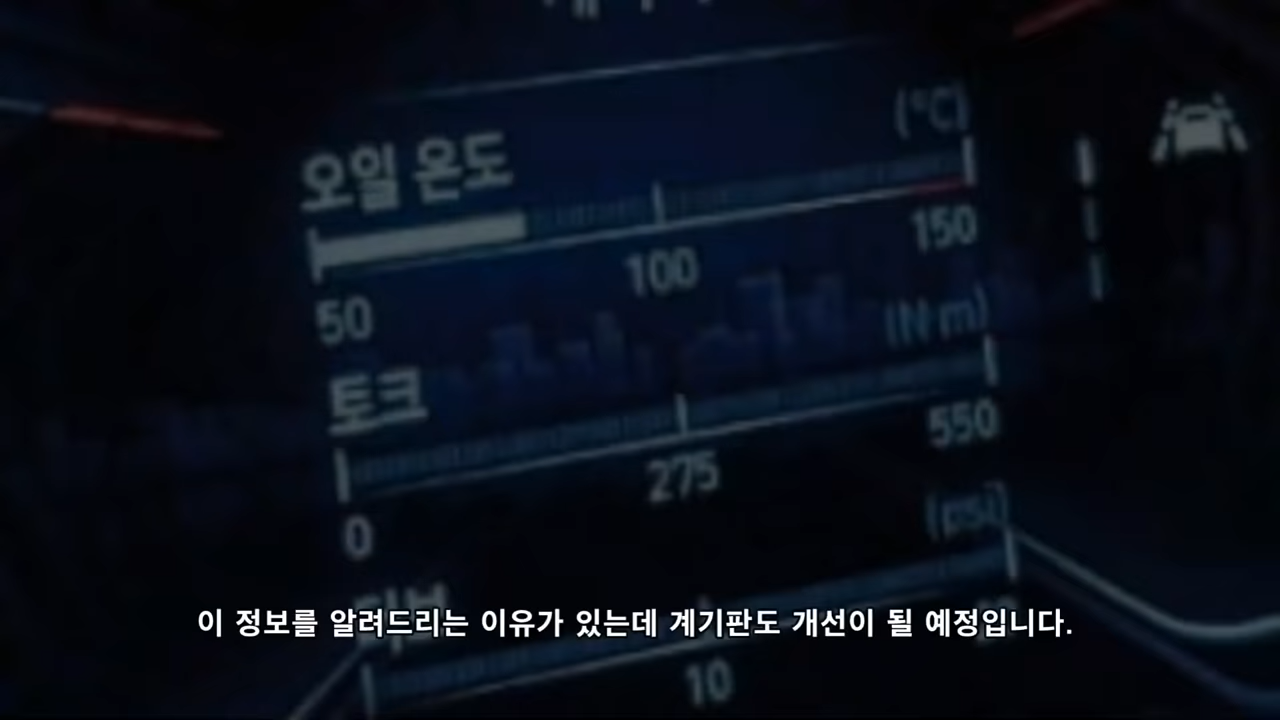 (°C)
오일 온도
50 100 150
(N·m)
토크
0 275 550
(psi)
터보
이 정보를 알려드리는 이유가 있는데 계기판도 개선이 될 예정입니다.
10